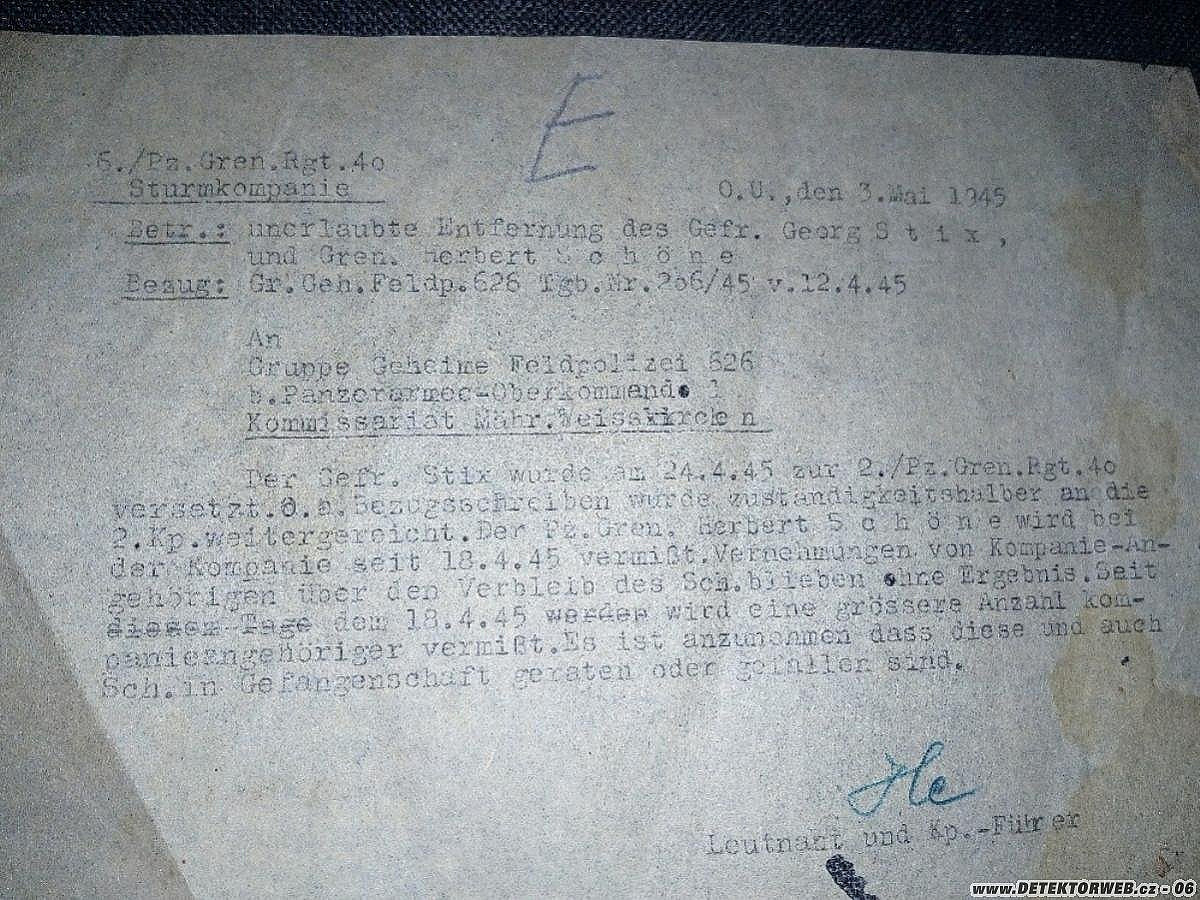 E
6./Pz.Gren.Rgt.4o
Sturmkompanie
O.U.,den 3.Mai 1945
Betr.: unerlaubte Entfernung des Gefr. Georg S t i x ,
und Gren. Herbert S c h ö n e
Bezug: Gr.Geh.Feldp.626 Tgb.Nr.266/45 v.12.4.45
An
Gruppe Geheime Feldpolizei 626
b.Panzerarmee-Oberkommando 1
Kommissariat Mähr.Weisskirchen
Der Gefr. Stix wurde am 24.4.45 zur 2./Pz.Gren.Rgt.4o
versetzt.O.a.Bezugsschreiben wurde zuständigkeitshalber an die
2.Kp.weitergereicht.Der Pz.Gren. Herbert S c h ö n e wird bei
der Kompanie seit 18.4.45 vermißt.Vernehmungen von Kompanie-An-
gehörigen über den Verbleib des Sch.blieben ohne Ergebnis.Seit
diesem Tage dem 18.4.45 werden wird eine grössere Anzahl kom-
panieangehöriger vermißt.Es ist anzunehmen dass diese und auch
Sch.in Gefangenschaft geraten oder gefallen sind.
Leutnant und Kp.-Führer
www.DETEKTORWEB.cz - 06